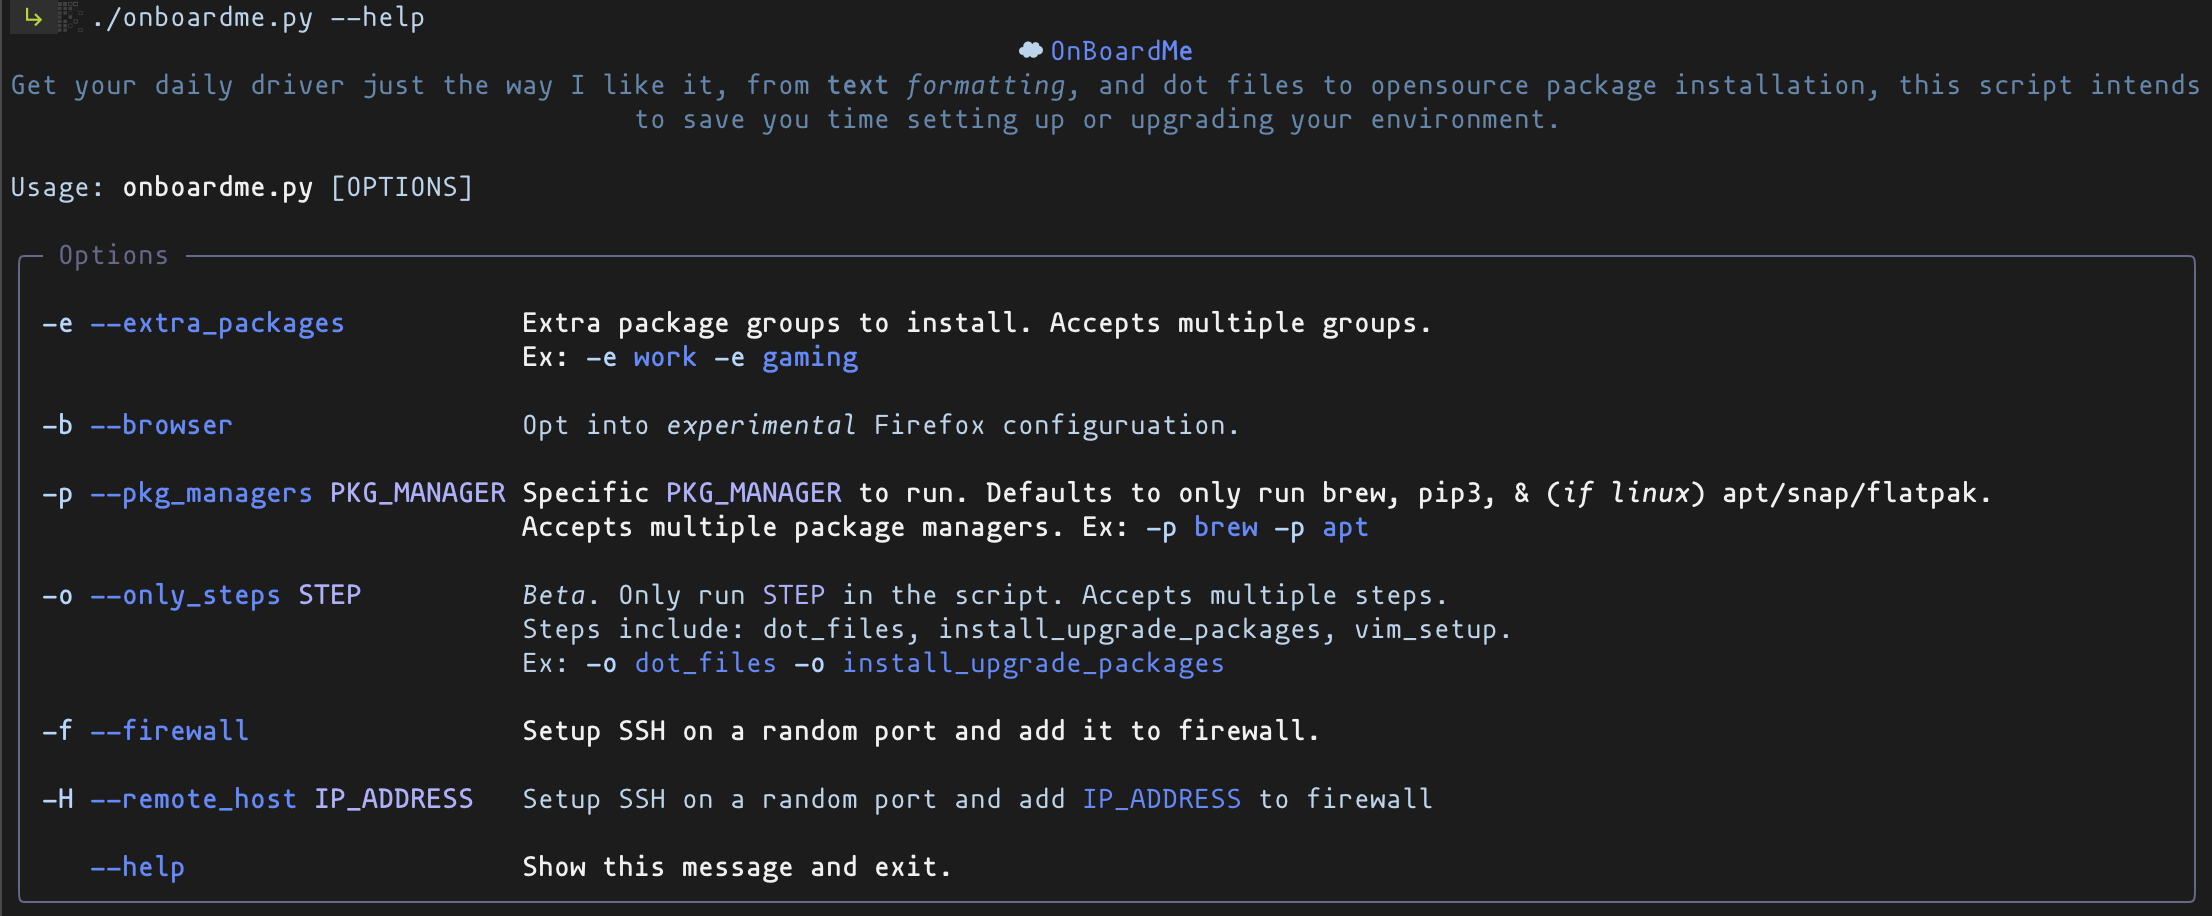 ↳ ./onboardme.py --help
☁ OnBoardMe
Get your daily driver just the way I like it, from text formatting, and dot files to opensource package installation, this script intends
to save you time setting up or upgrading your environment.
Usage: onboardme.py [OPTIONS]
Options
-e --extra_packages Extra package groups to install. Accepts multiple groups.
Ex: -e work -e gaming
-b --browser Opt into experimental Firefox configuruation.
-p --pkg_managers PKG_MANAGER Specific PKG_MANAGER to run. Defaults to only run brew, pip3, & (if linux) apt/snap/flatpak.
Accepts multiple package managers. Ex: -p brew -p apt
-o --only_steps STEP Beta. Only run STEP in the script. Accepts multiple steps.
Steps include: dot_files, install_upgrade_packages, vim_setup.
Ex: -o dot_files -o install_upgrade_packages
-f --firewall Setup SSH on a random port and add it to firewall.
-H --remote_host IP_ADDRESS Setup SSH on a random port and add IP_ADDRESS to firewall
--help Show this message and exit.